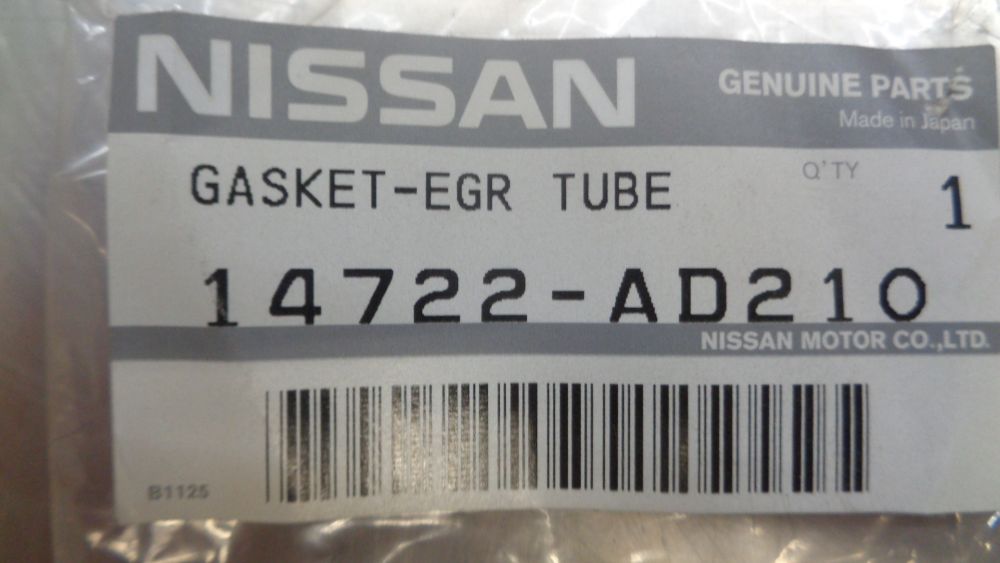 NISSAN
GENUINE PARTS
Made in Japan
GASKET-EGR TUBE
Q'TY
1
14722-AD210
NISSAN MOTOR CO.,LTD.
B1125